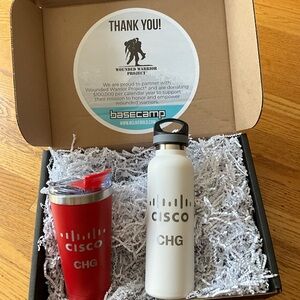 THANK YOU!
WOUNDED WARRIOR
PROJECT
We are proud to partner with
Wounded Warrior Project® and are donating
$100,000 per calendar year to support
their mission to honor and empower
wounded warriors.
basecamp
CISCO
CHG
CISCO
CHG